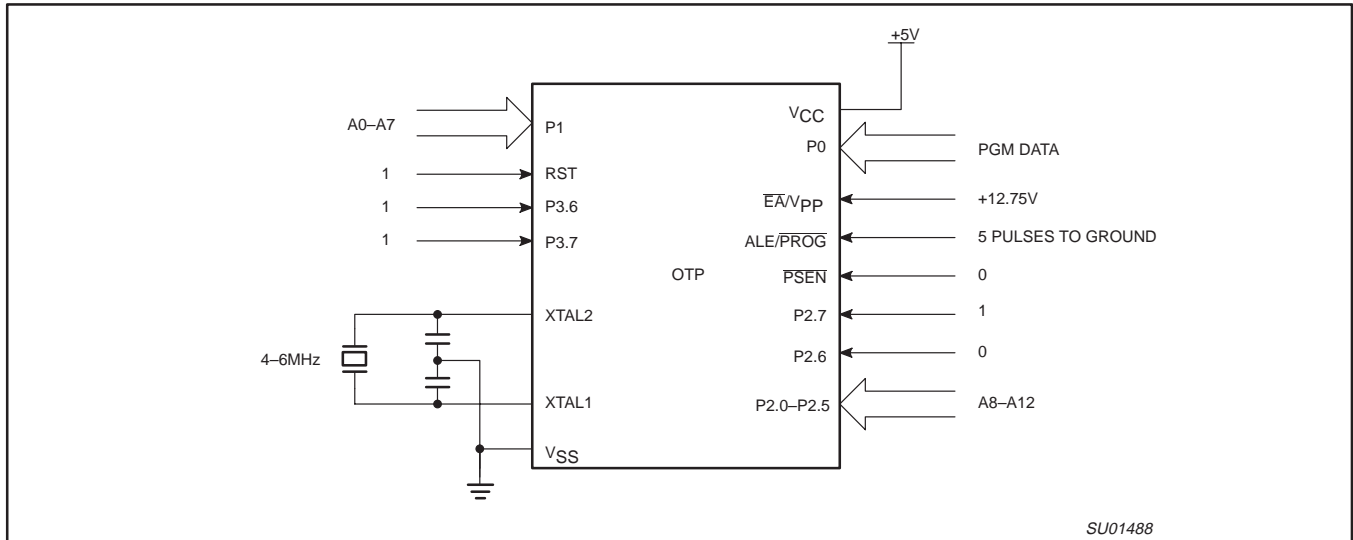 +5V
A0–A7
P1
VCC
P0
PGM DATA
1
RST
1
P3.6
EA/VPP
+12.75V
1
P3.7
ALE/PROG
5 PULSES TO GROUND
OTP
PSEN
0
XTAL2
P2.7
1
4–6MHz
P2.6
0
XTAL1
P2.0–P2.5
A8–A12
VSS
SU01488